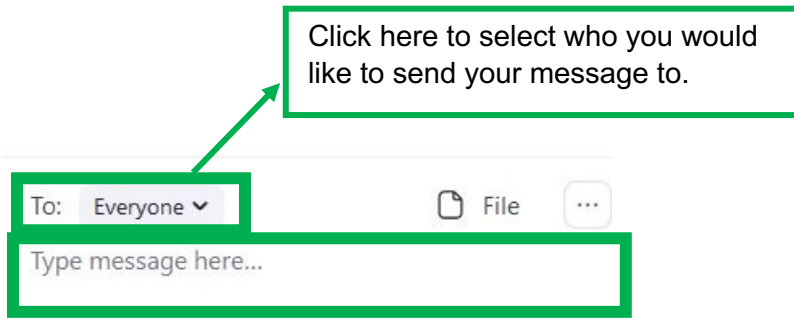 Click here to select who you would
like to send your message to.
To: Everyone File ...
Type message here...